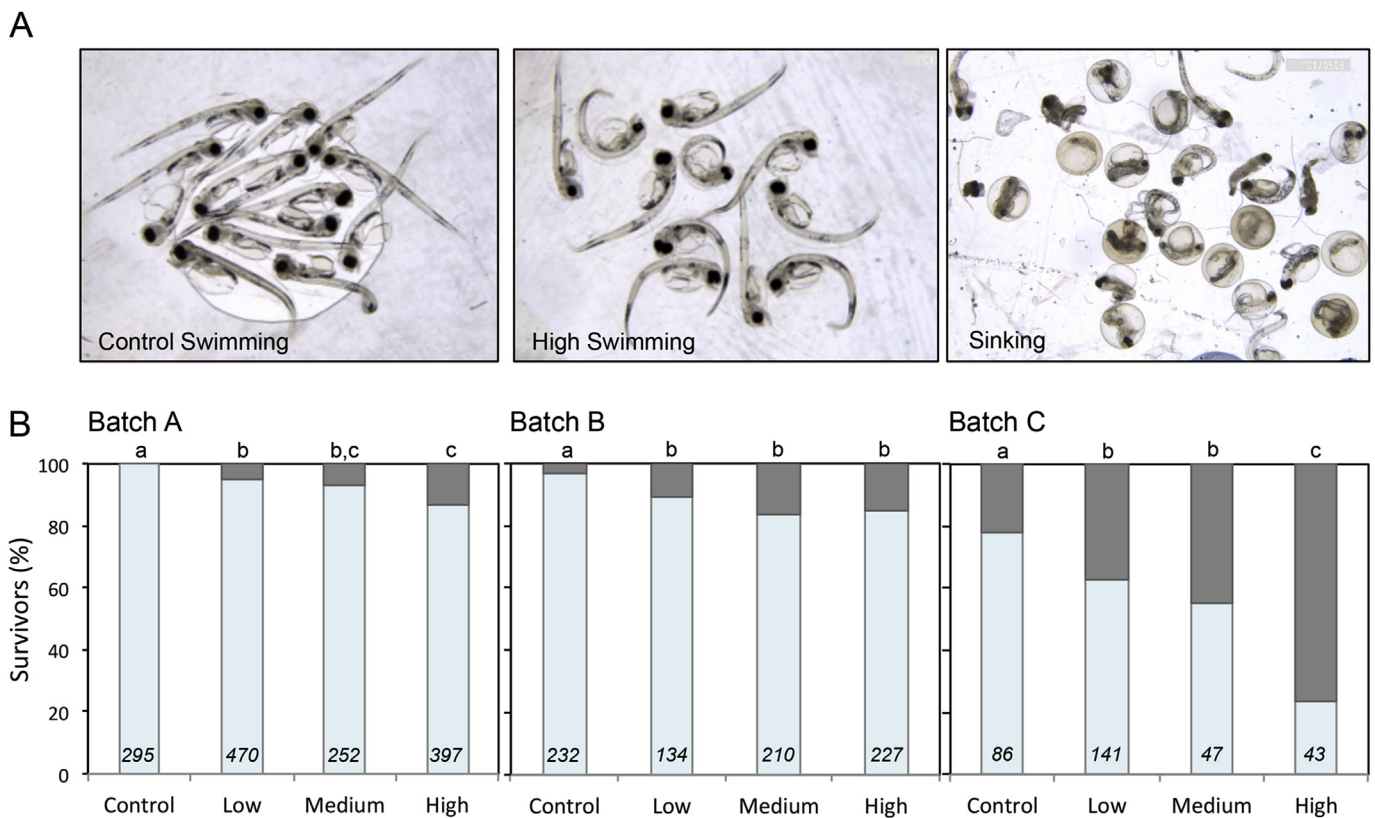 A
Control Swimming
High Swimming
Sinking
B
Batch A
Batch B
Batch C
a
b
b,c
c
a
b
b
b
a
b
b
c
Survivors (%)
100
80
60
40
20
0
295
470
252
397
232
134
210
227
86
141
47
43
Control
Low
Medium
High
Control
Low
Medium
High
Control
Low
Medium
High